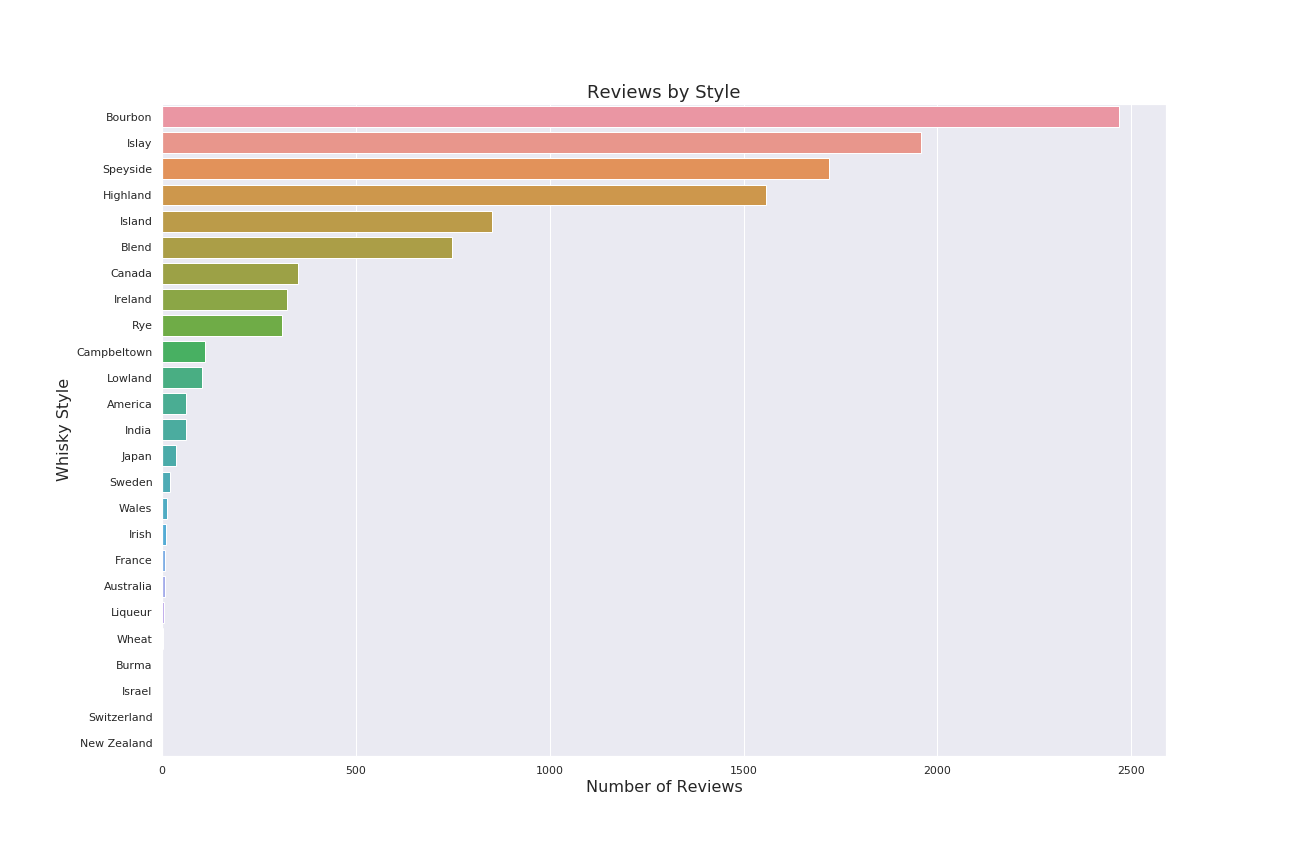 Reviews by Style
Whisky Style
Bourbon
Islay
Speyside
Highland
Island
Blend
Canada
Ireland
Rye
Campbeltown
Lowland
America
India
Japan
Sweden
Wales
Irish
France
Australia
Liqueur
Wheat
Burma
Israel
Switzerland
New Zealand
0 500 1000 1500 2000 2500
Number of Reviews